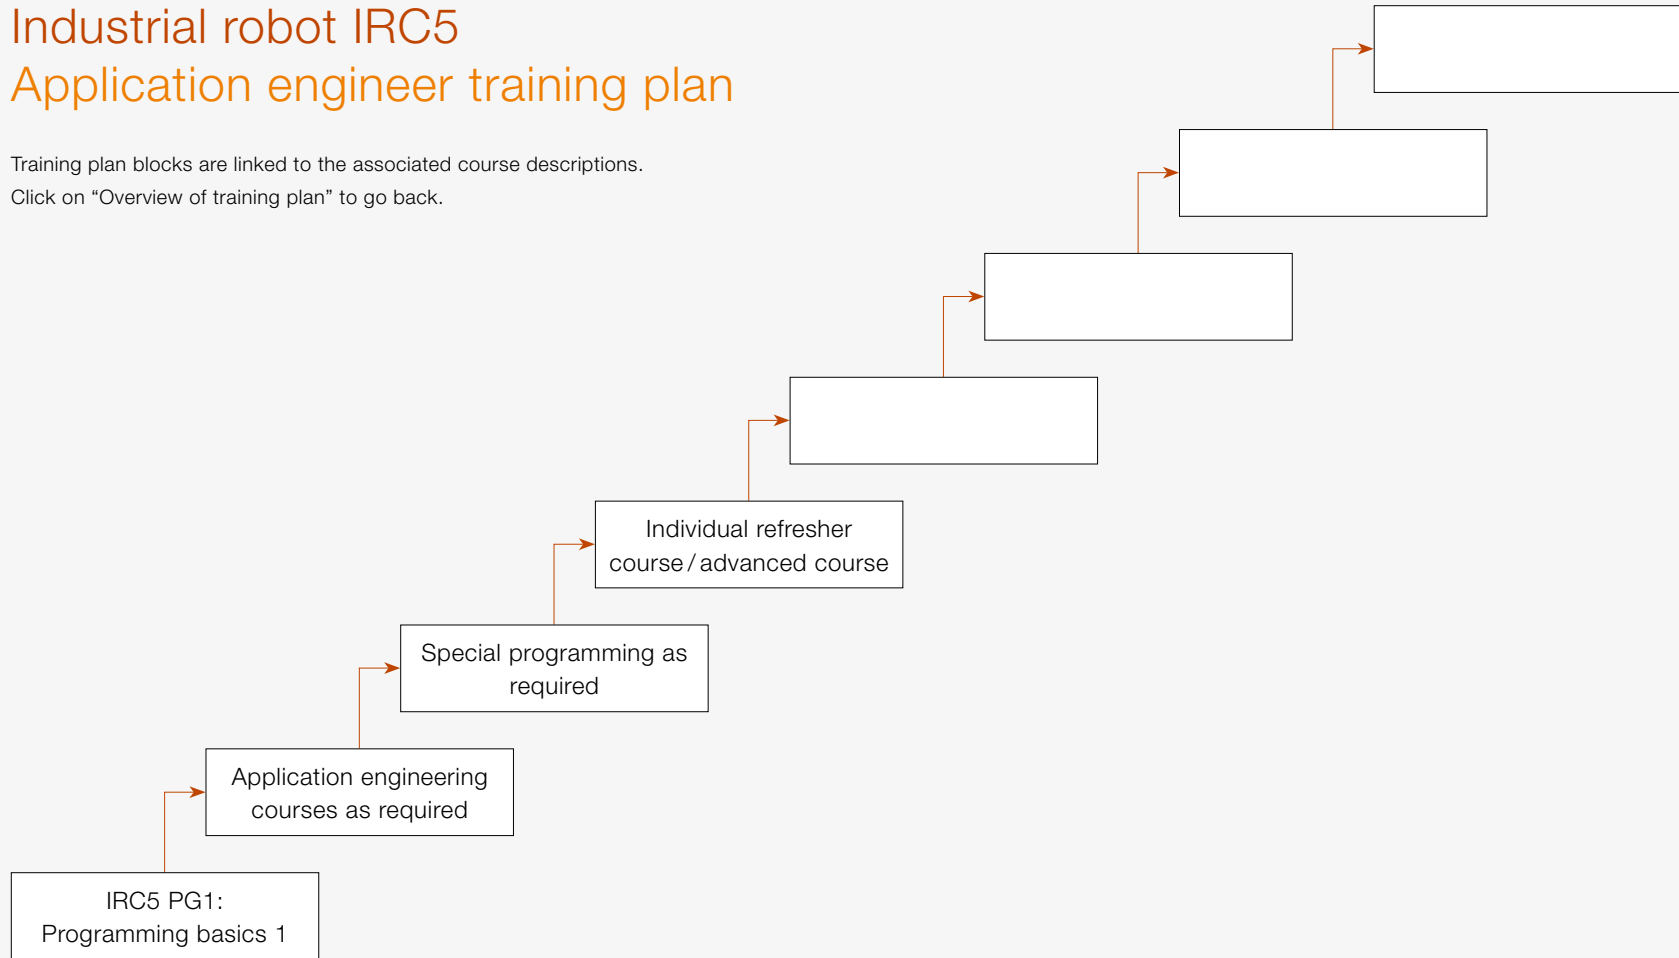 Industrial robot IRC5
Application engineer training plan
Training plan blocks are linked to the associated course descriptions.
Click on “Overview of training plan” to go back.
Individual refresher
course / advanced course
Special programming as
required
Application engineering
courses as required
IRC5 PG1:
Programming basics 1